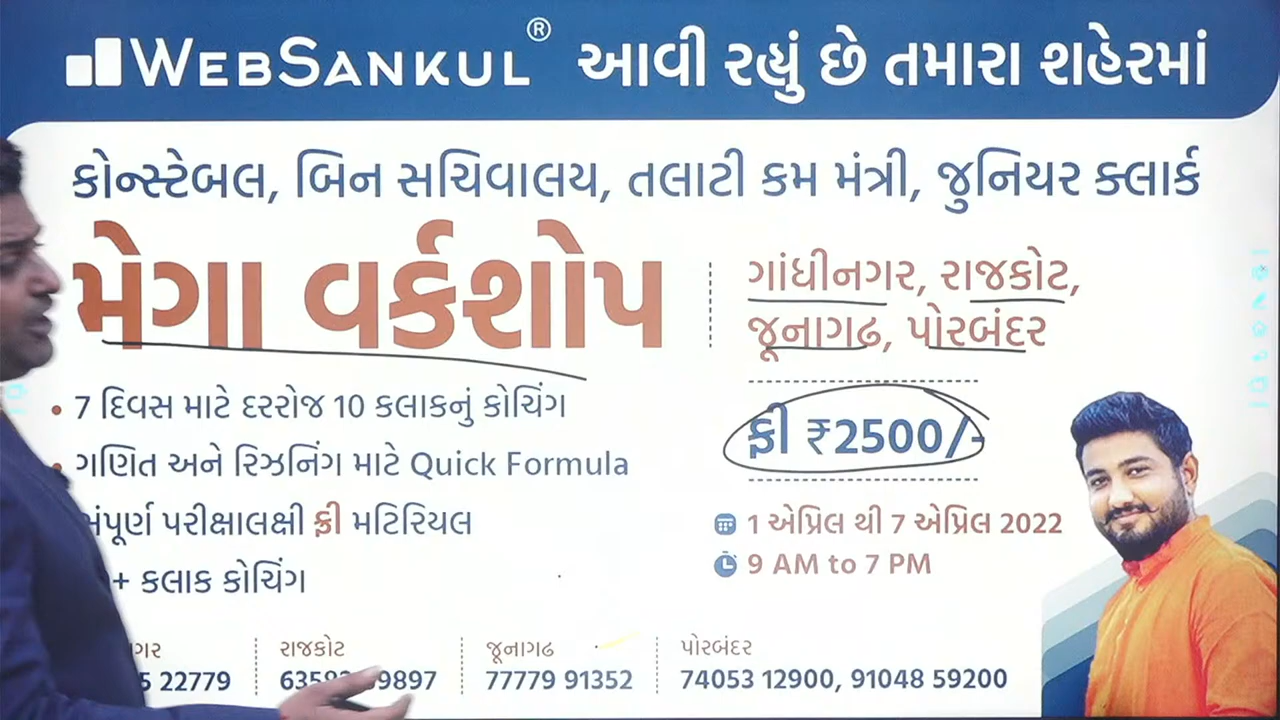 WEBSANKUL® આવી રહ્યું છે તમારા શહેરમાં
કોન્સ્ટેબલ, બિન સચિવાલય, તલાટી કમ મંત્રી, જુનિયર ક્લાર્ક
મેગા વર્કશોપ
ગાંધીનગર, રાજકોટ,
જૂનાગઢ, પોરબંદર
• 7 દિવસ માટે દરરોજ 10 કલાકનું કોચિંગ
• ગણિત અને રિઝનિંગ માટે Quick Formula
સંપૂર્ણ પરીક્ષાલક્ષી ફ્રી મટિરિયલ
+ કલાક કોચિંગ
ફી ₹2500/-
1 એપ્રિલ થી 7 એપ્રિલ 2022
9 AM to 7 PM
રાજકોટ
જૂનાગઢ
પોરબંદર
5 22779
9897
77779 91352
74053 12900, 91048 59200